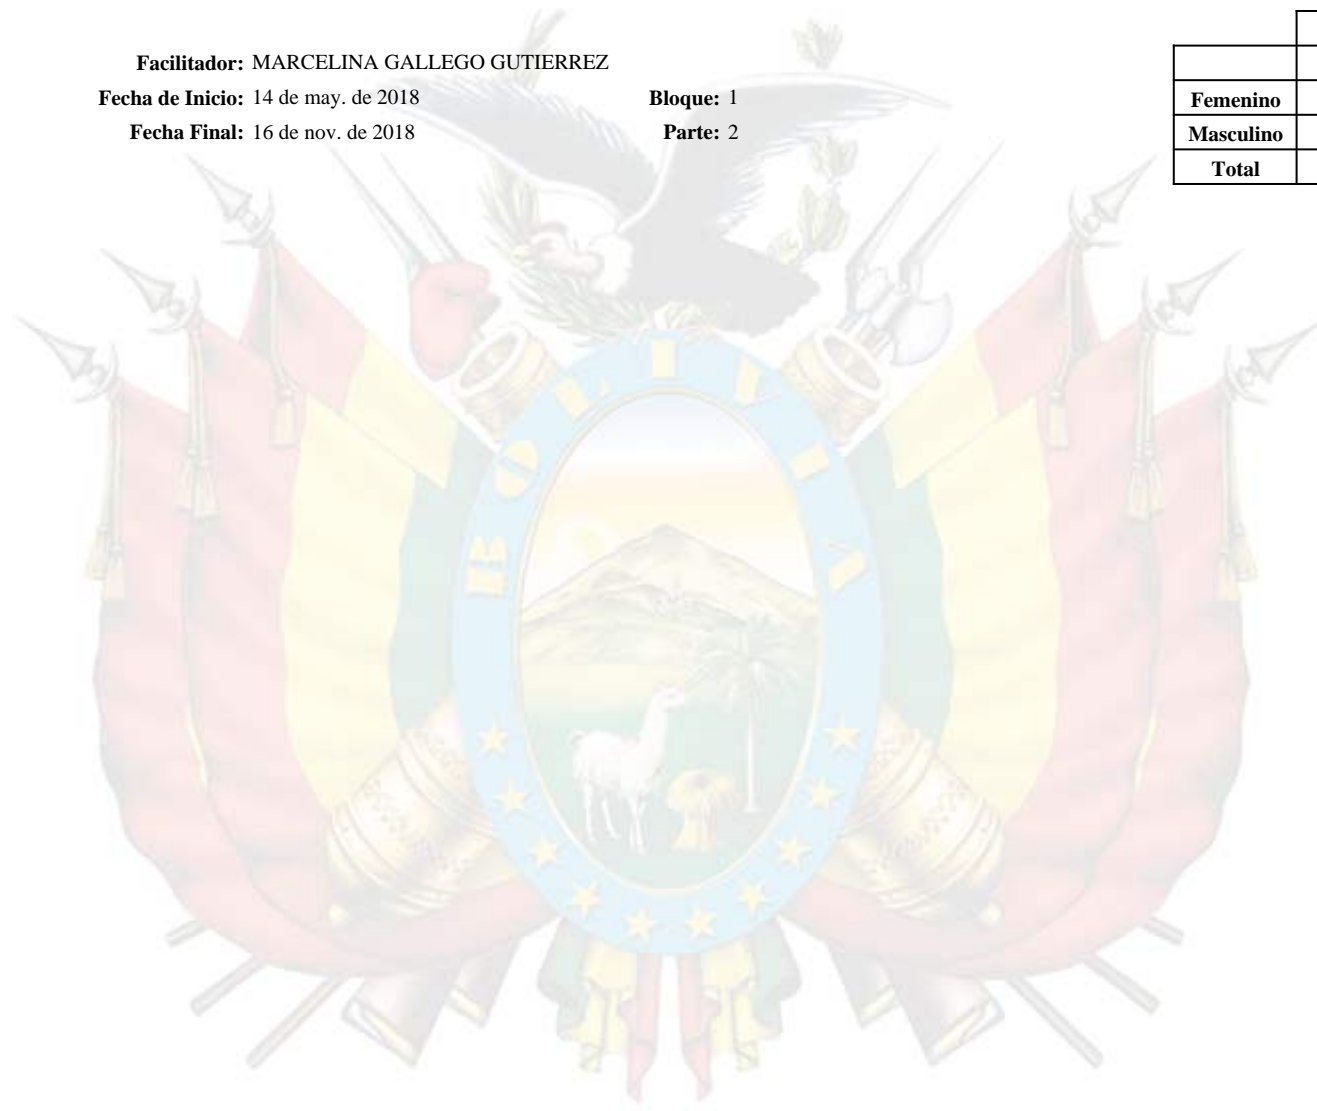 Facilitador: MARCELINA GALLEGO GUTIERREZ
Fecha de Inicio: 14 de may. de 2018 Bloque: 1
Fecha Final: 16 de nov. de 2018 Parte: 2
Femenino
Masculino
Total
BOLIVIA